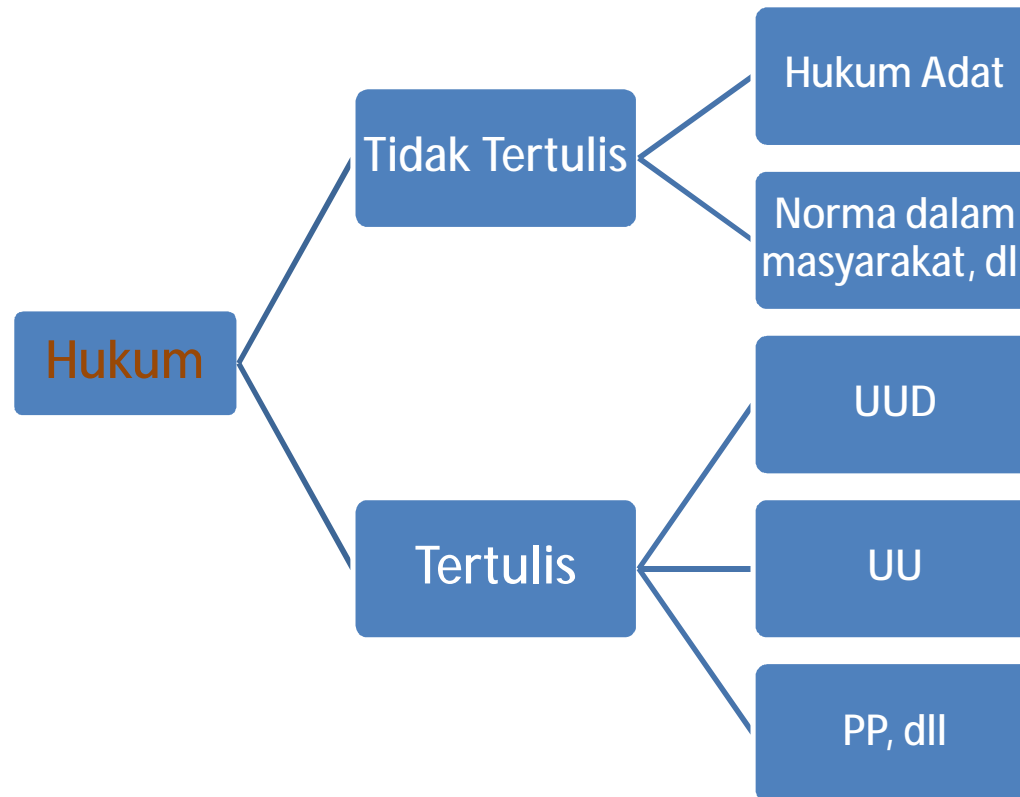 Hukum
Tidak Tertulis
Hukum Adat
Norma dalam
masyarakat, dl
Tertulis
UUD
UU
PP, dll